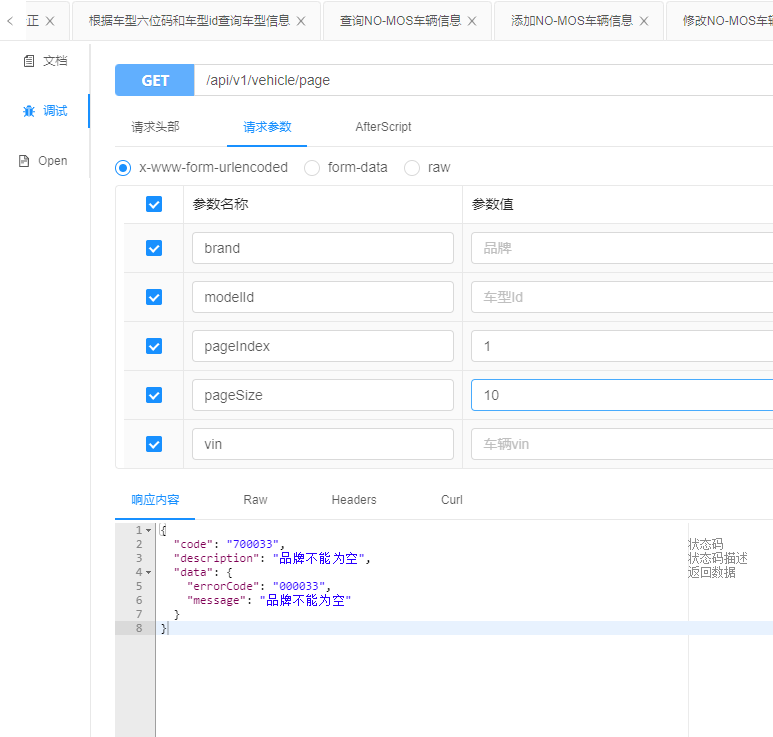 正
根据车型六位码和车型id查询车型信息
查询NO-MOS车辆信息
添加NO-MOS车辆信息
修改NO-MOS车辆
文档
调试
Open
GET /api/v1/vehicle/page
请求头部 请求参数 AfterScript
x-www-form-urlencoded form-data raw
参数名称 参数值
brand 品牌
modelId 车型Id
pageIndex 1
pageSize 10
vin 车辆vin
响应内容 Raw Headers Curl
1 {
2 "code": "700033", 状态码
3 "description": "品牌不能为空", 状态码描述
4 "data": { 返回数据
5 "errorCode": "000033",
6 "message": "品牌不能为空"
7 }
8 }